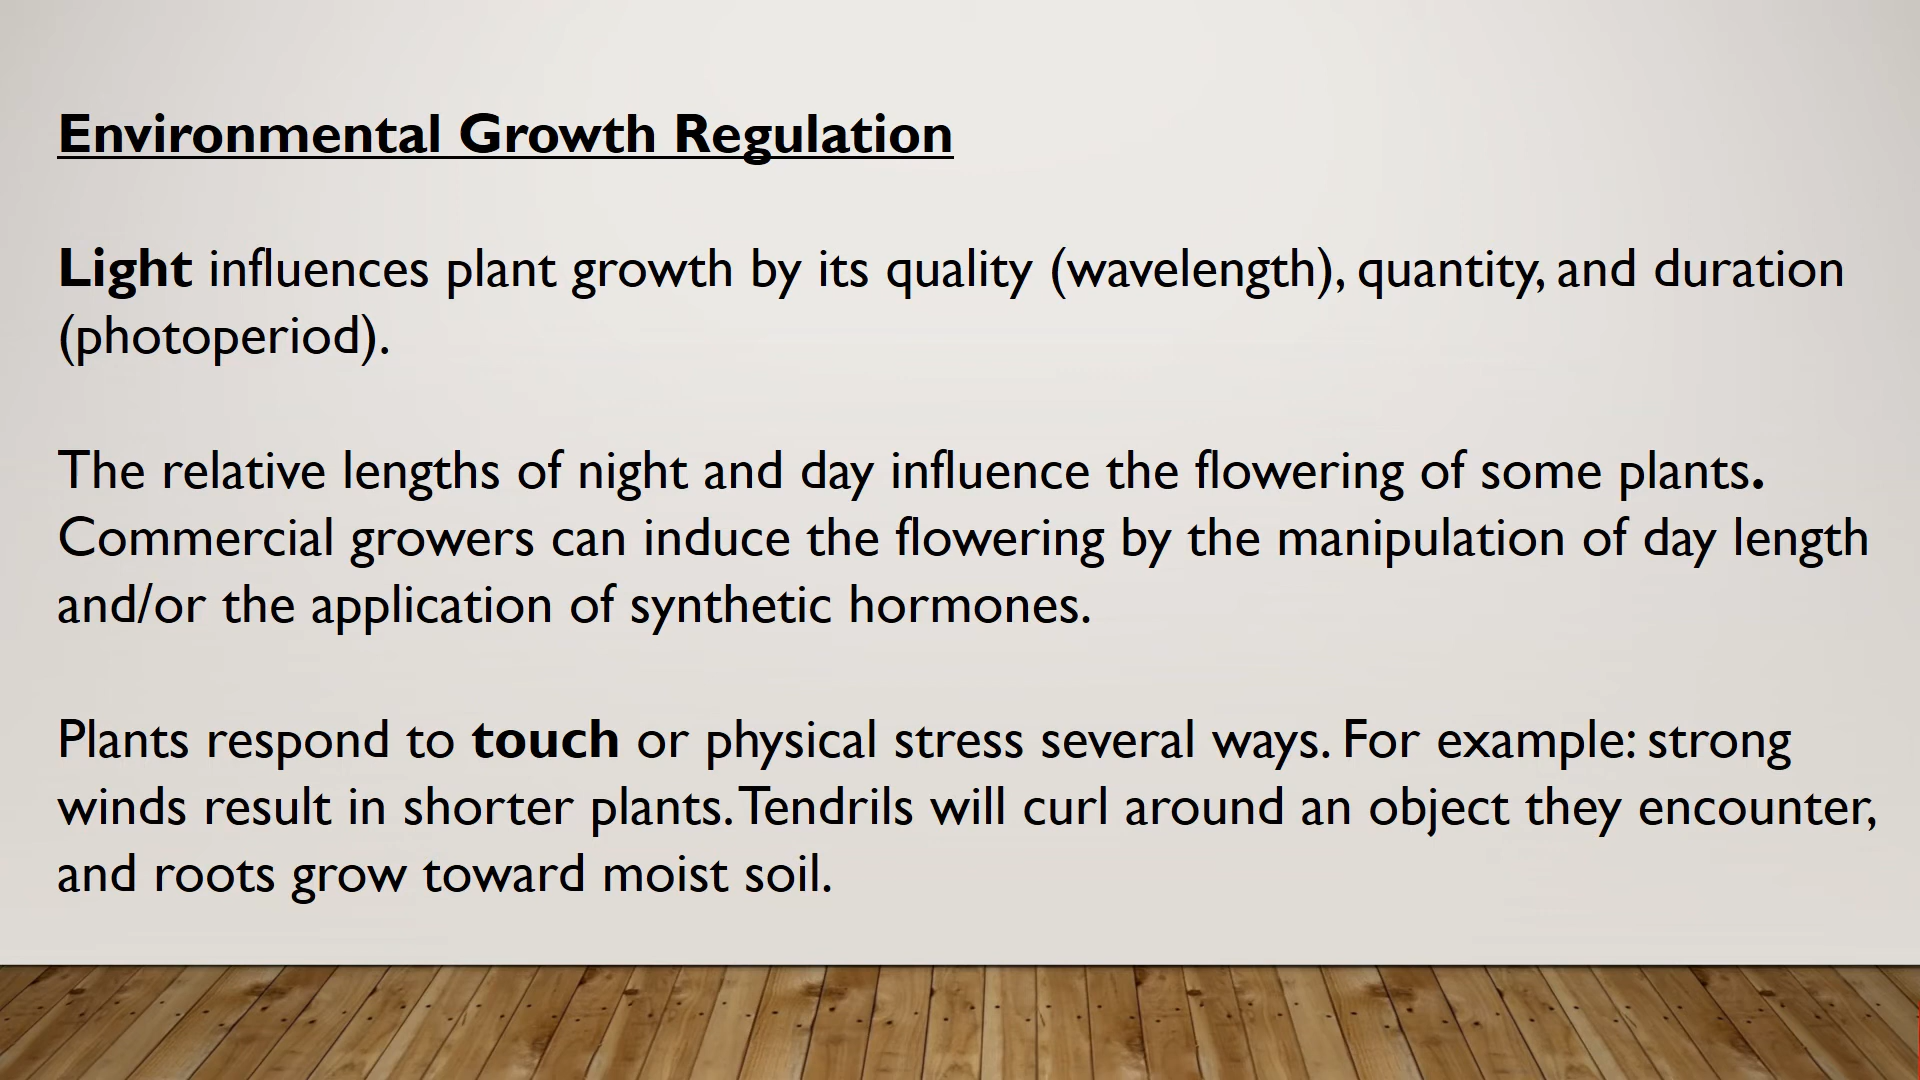 Environmental Growth Regulation
Light influences plant growth by its quality (wavelength), quantity, and duration
(photoperiod).
The relative lengths of night and day influence the flowering of some plants.
Commercial growers can induce the flowering by the manipulation of day length
and/or the application of synthetic hormones.
Plants respond to touch or physical stress several ways. For example: strong
winds result in shorter plants. Tendrils will curl around an object they encounter,
and roots grow toward moist soil.